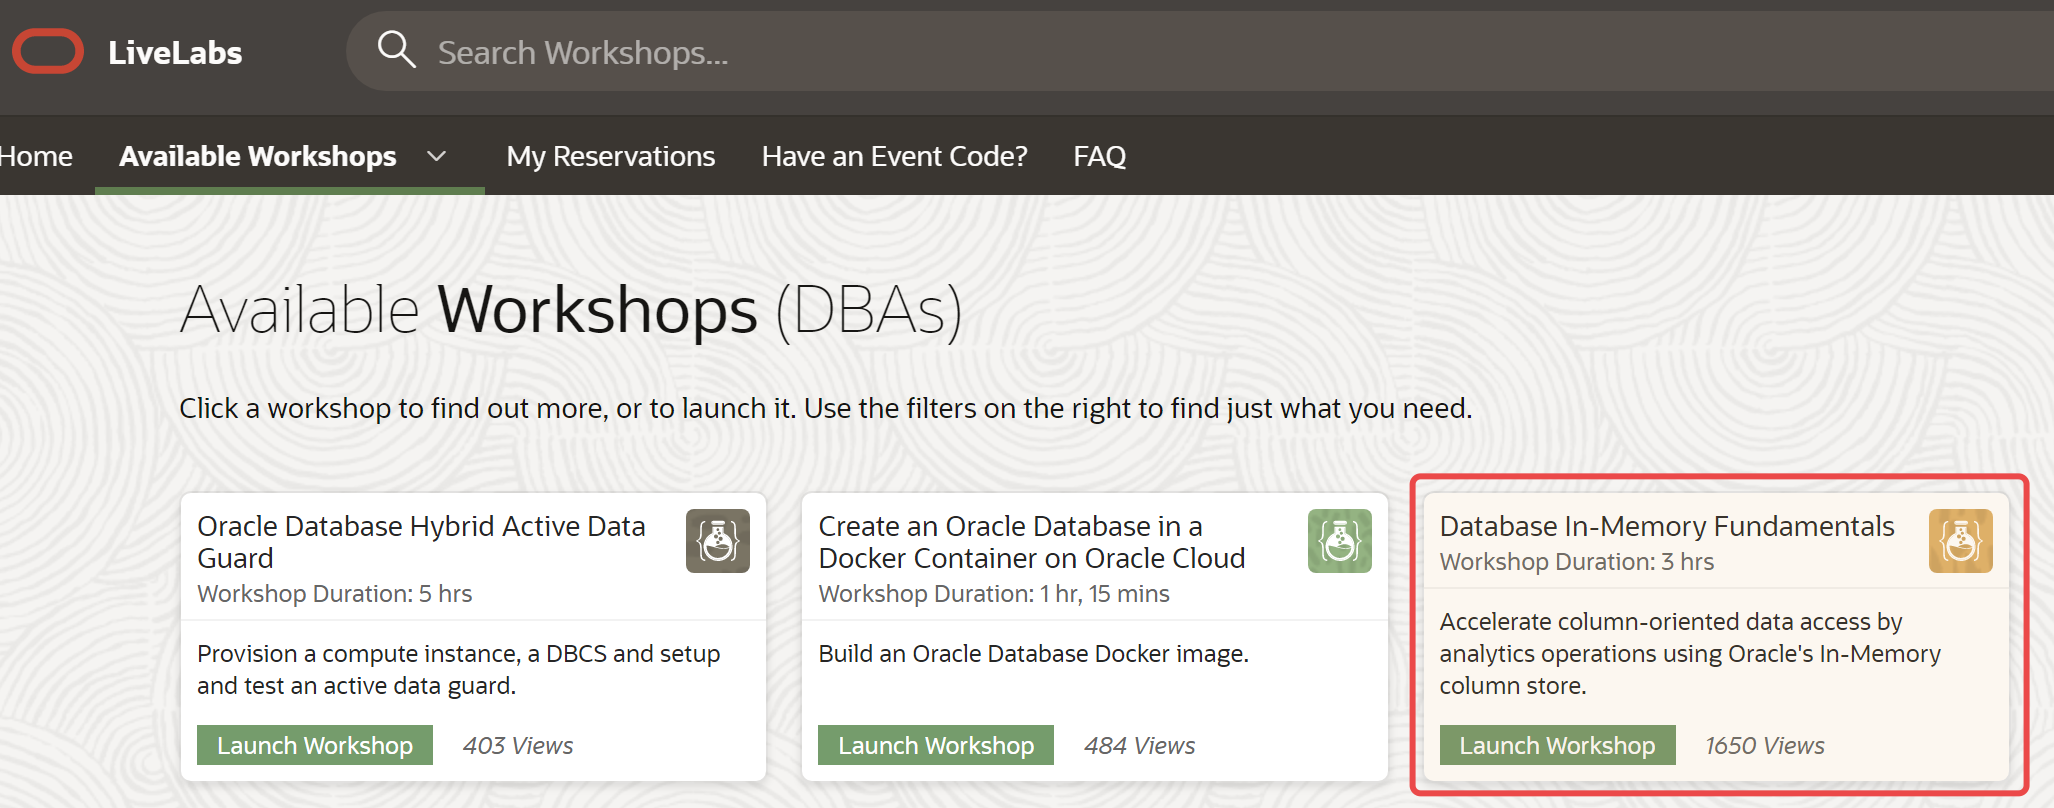 LiveLabs
Search Workshops...
Home
Available Workshops
My Reservations
Have an Event Code?
FAQ
Available Workshops (DBAs)
Click a workshop to find out more, or to launch it. Use the filters on the right to find just what you need.
Oracle Database Hybrid Active Data
Guard
Workshop Duration: 5 hrs
Provision a compute instance, a DBCS and setup
and test an active data guard.
Launch Workshop
403 Views
Create an Oracle Database in a
Docker Container on Oracle Cloud
Workshop Duration: 1 hr, 15 mins
Build an Oracle Database Docker image.
Launch Workshop
484 Views
Database In-Memory Fundamentals
Workshop Duration: 3 hrs
Accelerate column-oriented data access by
analytics operations using Oracle's In-Memory
column store.
Launch Workshop
1650 Views